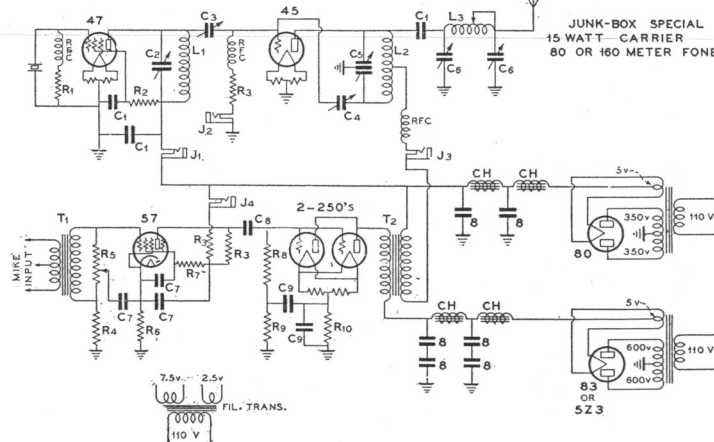 47
C3
45
C1
L3
JUNK-BOX SPECIAL
15 WATT CARRIER
80 OR 160 METER FONE
RFC
C2
L1
RFC
C5
L2
C6
C6
R1
R2
R3
C4
C1
J2
RFC
C1
J1
J3
J4
CH
CH
5v
T1
57
C8
2-250's
T2
8
8
350v
110 V
80
350v
MIKE INPUT
R5
R3
R3
R7
R8
C7
C9
CH
CH
5v
C7
C7
R4
R6
R9
C9
R10
8
8
600v
110 V
8
8
600v
83
OR
5Z3
7.5v
2.5v
FIL. TRANS.
110 V